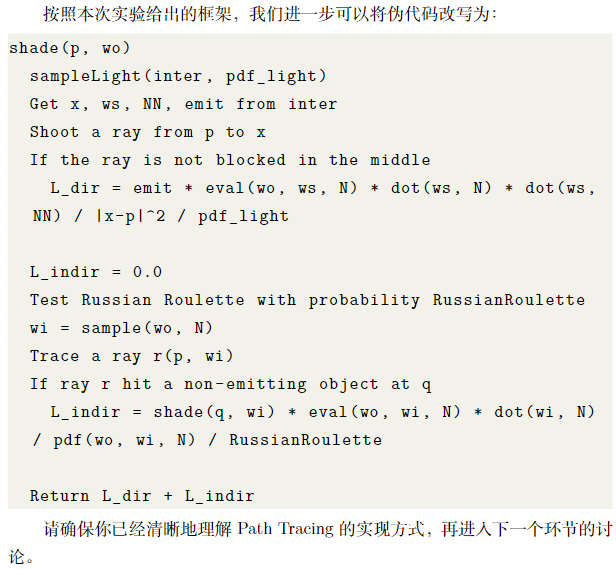 按照本次实验给出的框架，我们进一步可以将伪代码改写为：
shade(p, wo)
sampleLight(inter, pdf_light)
Get x, ws, NN, emit from inter
Shoot a ray from p to x
If the ray is not blocked in the middle
L_dir = emit * eval(wo, ws, N) * dot(ws, N) * dot(ws,
NN) / |x-p|^2 / pdf_light
L_indir = 0.0
Test Russian Roulette with probability RussianRoulette
wi = sample(wo, N)
Trace a ray r(p, wi)
If ray r hit a non-emitting object at q
L_indir = shade(q, wi) * eval(wo, wi, N) * dot(wi, N)
/ pdf(wo, wi, N) / RussianRoulette
Return L_dir + L_indir
请确保你已经清晰地理解 Path Tracing 的实现方式，再进入下一个环节的讨
论。